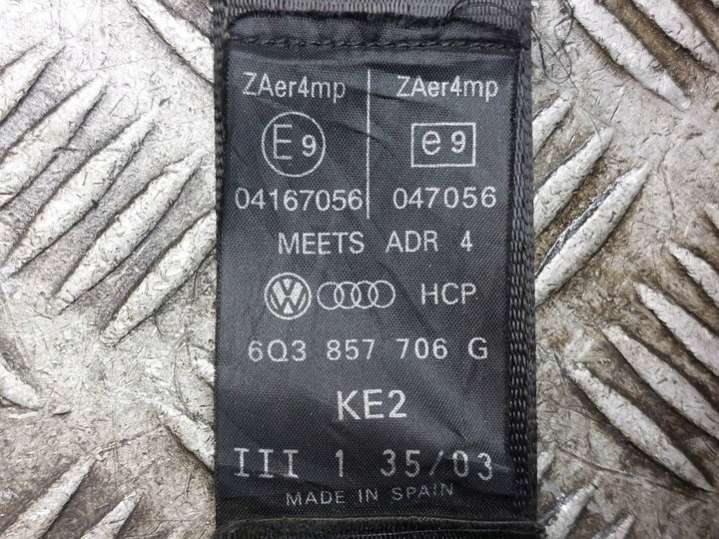 ZAer4mp ZAer4mp
E9 e9
04167056 047056
MEETS ADR 4
VW HCP
6Q3 857 706 G
KE2
III 1 35/03
MADE IN SPAIN